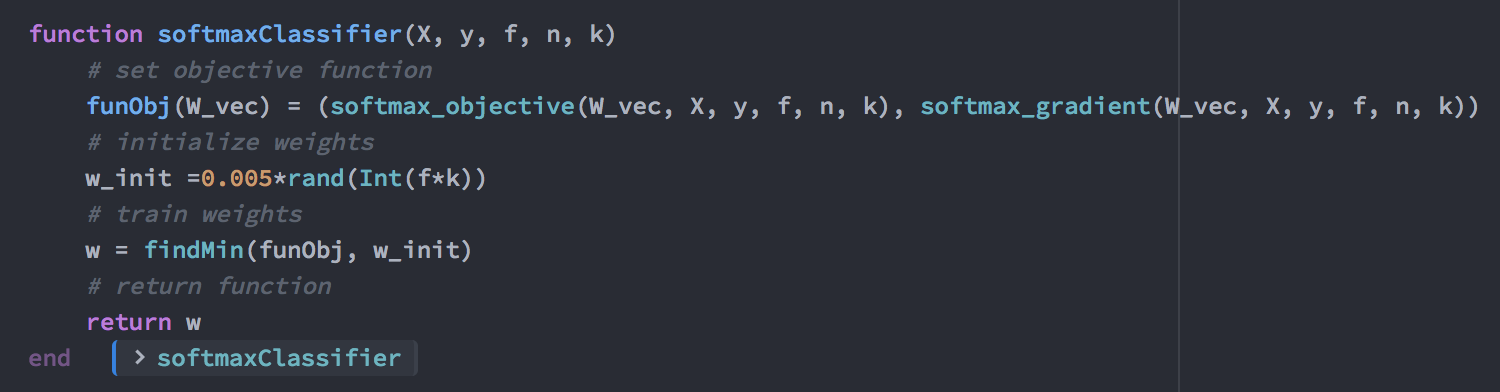 function softmaxClassifier(X, y, f, n, k)
    # set objective function
    funObj(W_vec) = (softmax_objective(W_vec, X, y, f, n, k), softmax_gradient(W_vec, X, y, f, n, k))
    # initialize weights
    w_init =0.005*rand(Int(f*k))
    # train weights
    w = findMin(funObj, w_init)
    # return function
    return w
end > softmaxClassifier